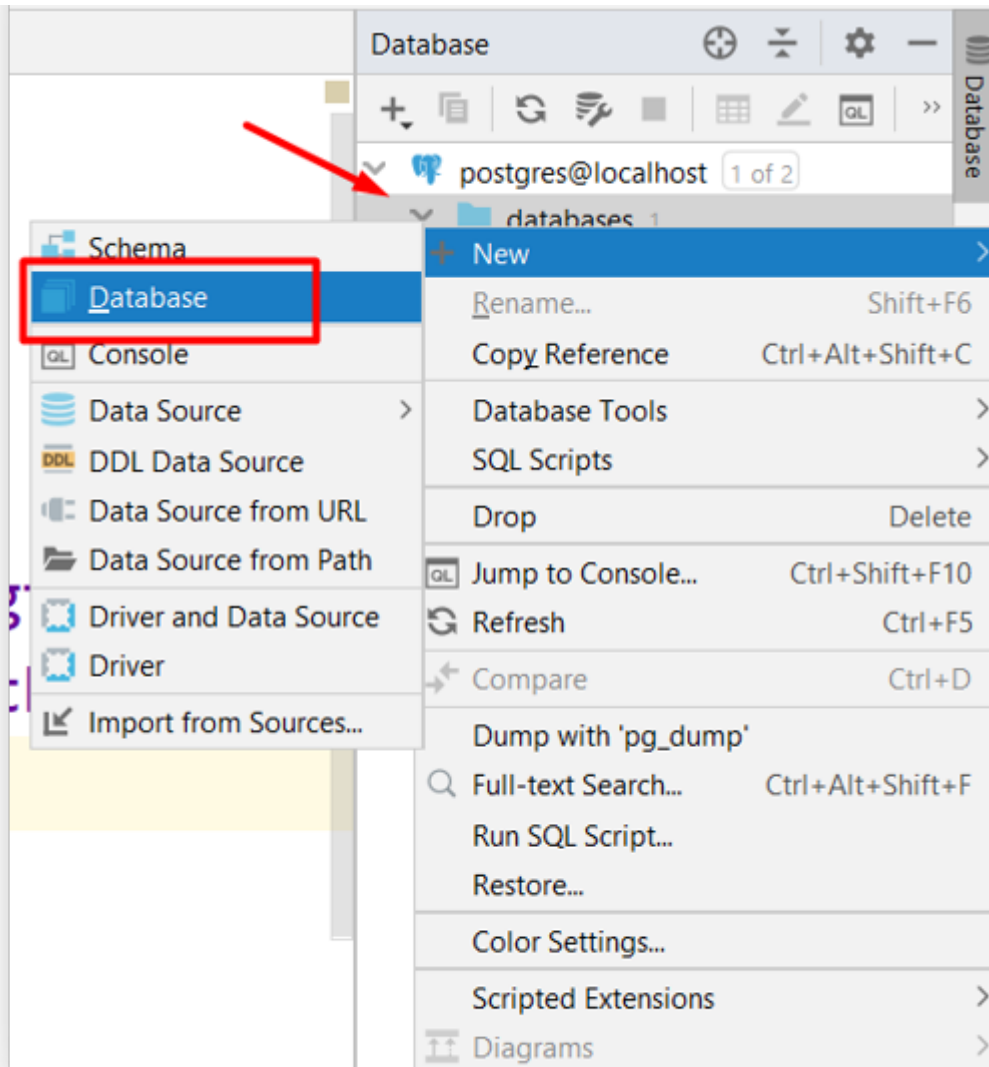 Database
Database
postgres@localhost 1 of 2
databases 1
Schema
Database
Console
Data Source
DDL Data Source
Data Source from URL
Data Source from Path
Driver and Data Source
Driver
Import from Sources...
New
Rename... Shift+F6
Copy Reference Ctrl+Alt+Shift+C
Database Tools
SQL Scripts
Drop Delete
Jump to Console... Ctrl+Shift+F10
Refresh Ctrl+F5
Compare Ctrl+D
Dump with 'pg_dump'
Full-text Search... Ctrl+Alt+Shift+F
Run SQL Script...
Restore...
Color Settings...
Scripted Extensions
Diagrams